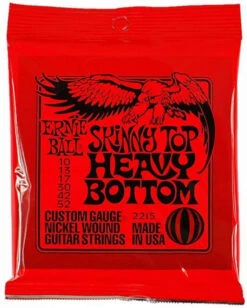 ERNIE BALL
SKINNY TOP
HEAVY BOTTOM
10
13
17
30
42
52
CUSTOM GAUGE
NICKEL WOUND
GUITAR STRINGS
2215
MADE IN USA